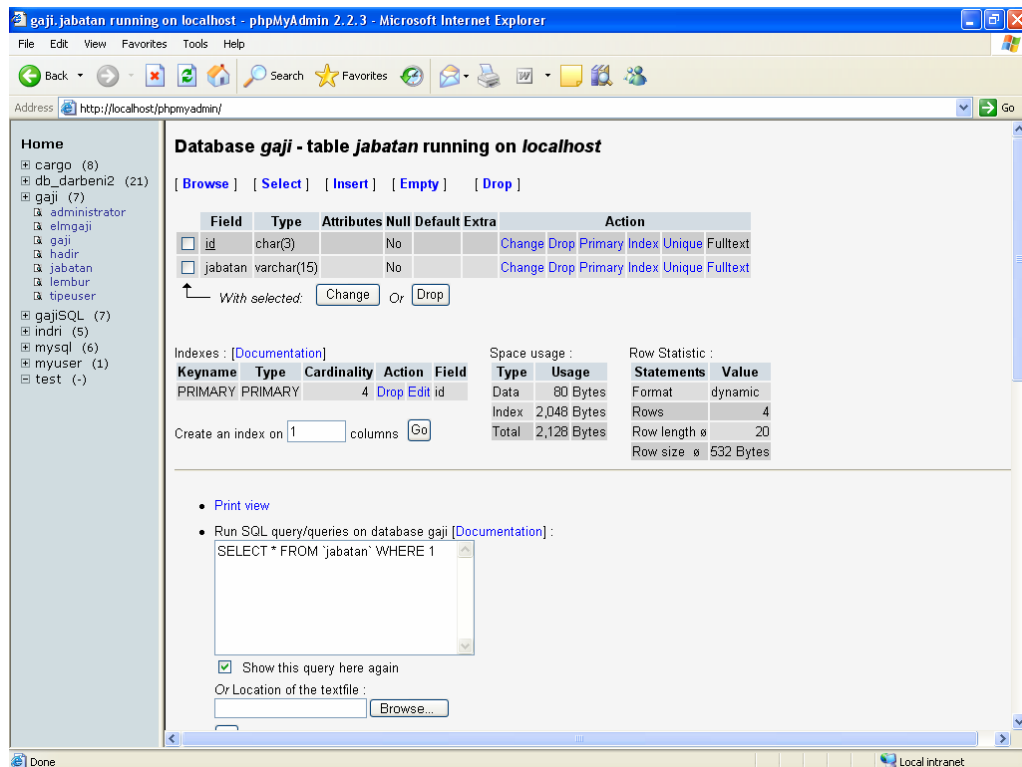 gaji.jabatan running on localhost - phpMyAdmin 2.2.3 - Microsoft Internet Explorer
File Edit View Favorites Tools Help
Back Search Favorites
Address http://localhost/phpmyadmin/ Go
Home
cargo (8)
db_darbeni2 (21)
gaji (7)
administrator
elmgaji
gaji
hadir
jabatan
lembur
tipeuser
gajiSQL (7)
indri (5)
mysql (6)
myuser (1)
test (-)
Database gaji - table jabatan running on localhost
[ Browse ] [ Select ] [ Insert ] [ Empty ] [ Drop ]
Field Type Attributes Null Default Extra Action
id char(3) No Change Drop Primary Index Unique Fulltext
jabatan varchar(15) No Change Drop Primary Index Unique Fulltext
With selected: Change Or Drop
Indexes : [Documentation]
Keyname Type Cardinality Action Field
PRIMARY PRIMARY 4 Drop Edit id
Create an index on 1 columns Go
Space usage :
Type Usage
Data 80 Bytes
Index 2,048 Bytes
Total 2,128 Bytes
Row Statistic :
Statements Value
Format dynamic
Rows 4
Row length ø 20
Row size ø 532 Bytes
Print view
Run SQL query/queries on database gaji [Documentation] :
SELECT * FROM `jabatan` WHERE 1
Show this query here again
Or Location of the textfile :
Browse...
Done Local intranet